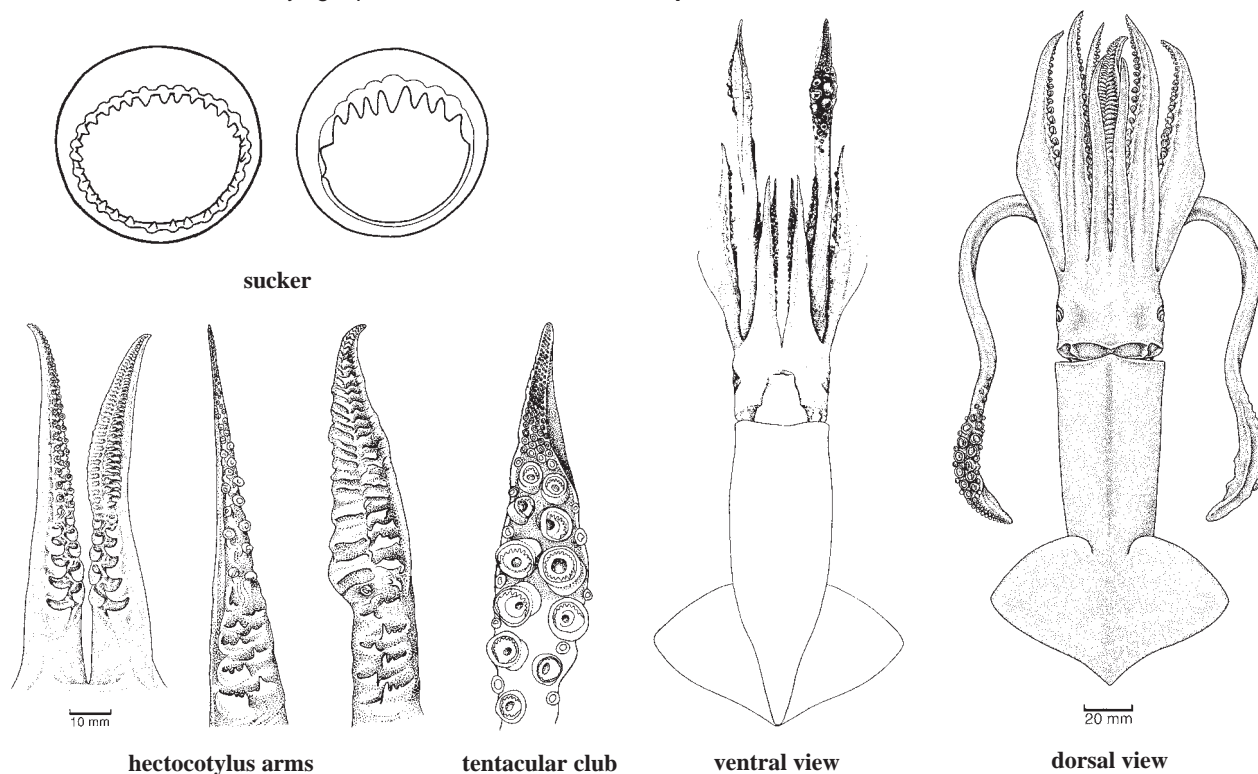 sucker
10 mm
20 mm
hectocotylus arms
tentacular club
ventral view
dorsal view